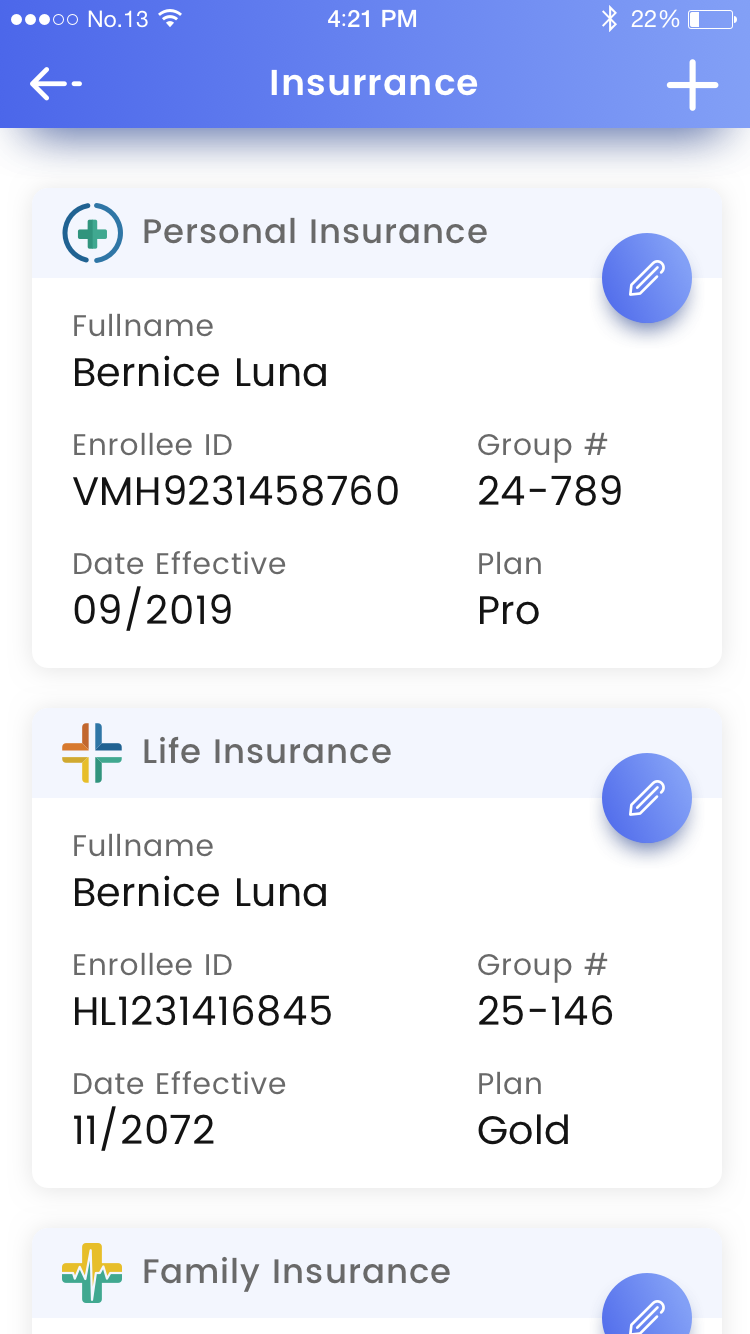 No.13 4:21 PM 22%
Insurrance
Personal Insurance
Fullname
Bernice Luna
Enrollee ID Group #
VMH9231458760 24-789
Date Effective Plan
09/2019 Pro
Life Insurance
Fullname
Bernice Luna
Enrollee ID Group #
HL1231416845 25-146
Date Effective Plan
11/2072 Gold
Family Insurance